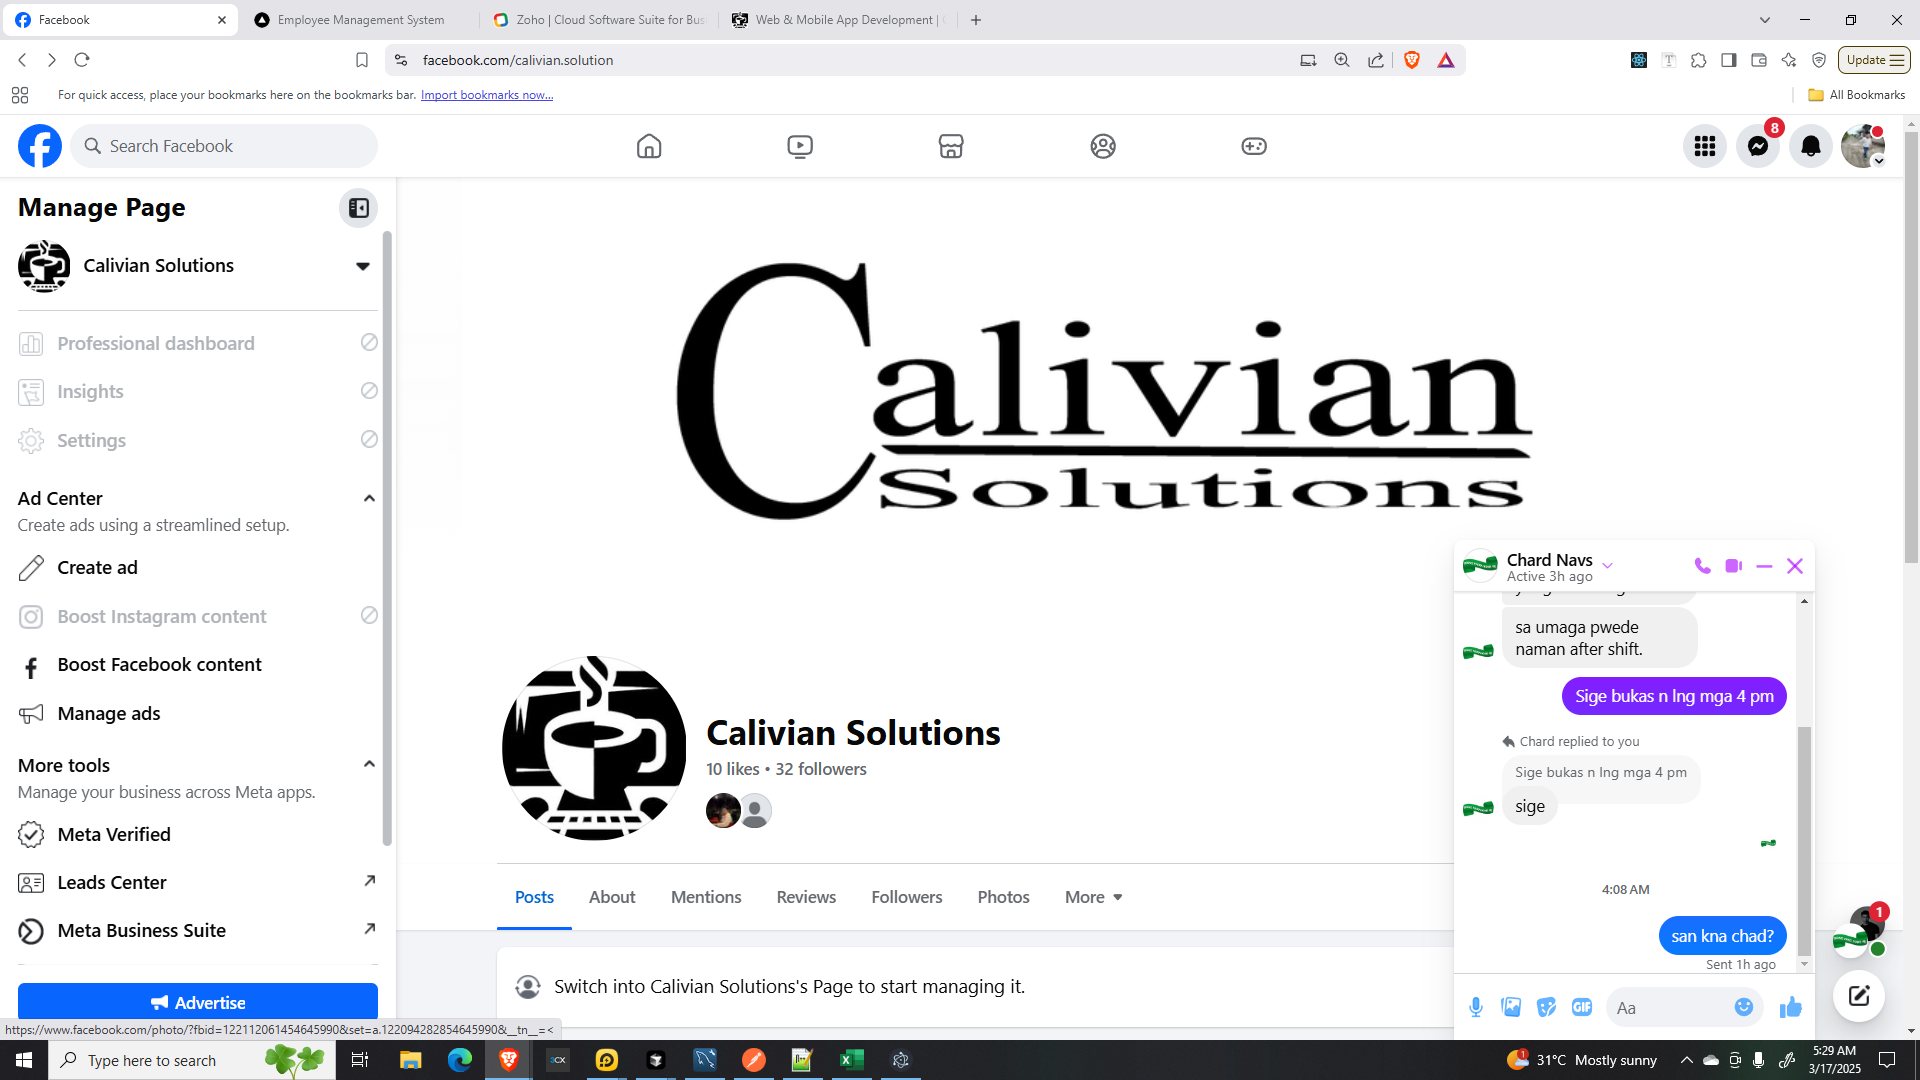 Facebook
Employee Management System
Zoho | Cloud Software Suite for Bus
Web & Mobile App Development |
facebook.com/calivian.solution
Update
For quick access, place your bookmarks here on the bookmarks bar. Import bookmarks now...
All Bookmarks
Search Facebook
8
Manage Page
Calivian Solutions
Professional dashboard
Insights
Settings
Ad Center
Create ads using a streamlined setup.
Create ad
Boost Instagram content
Boost Facebook content
Manage ads
More tools
Manage your business across Meta apps.
Meta Verified
Leads Center
Meta Business Suite
Advertise
https://www.facebook.com/photo/?fbid=122112061454645990&set=a.122094282854645990&__tn__=<
Calivian
Solutions
Calivian Solutions
10 likes • 32 followers
Posts
About
Mentions
Reviews
Followers
Photos
More
Switch into Calivian Solutions's Page to start managing it.
Chard Navs
Active 3h ago
sa umaga pwede
naman after shift.
Sige bukas n lng mga 4 pm
Chard replied to you
Sige bukas n lng mga 4 pm
sige
4:08 AM
san kna chad?
Sent 1h ago
GIF
Aa
1
Type here to search
3CX
1
31°C Mostly sunny
5:29 AM
3/17/2025